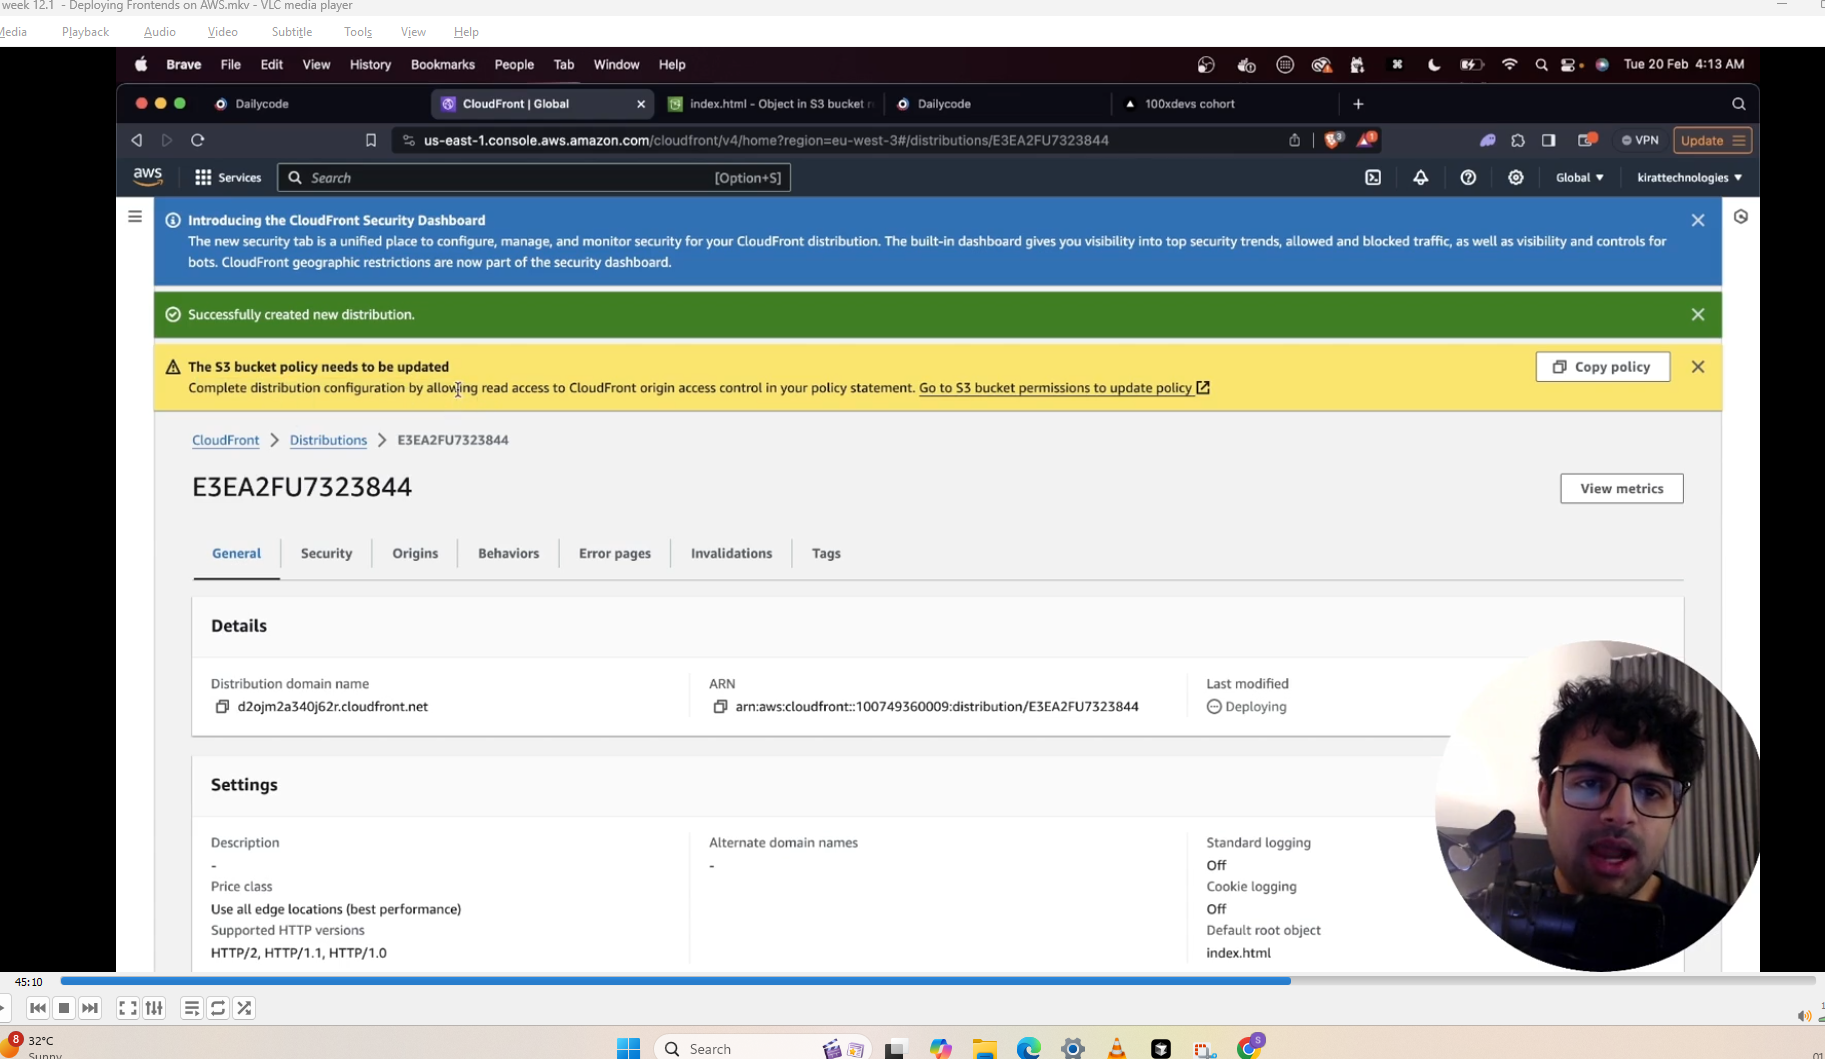 week 12.1 - Deploying Frontends on AWS.mkv - VLC media player
Media Playback Audio Video Subtitle Tools View Help
Brave File Edit View History Bookmarks People Tab Window Help Tue 20 Feb 4:13 AM
Dailycode CloudFront | Global index.html - Object in S3 bucket Dailycode 100xdevs cohort
us-east-1.console.aws.amazon.com/cloudfront/v4/home?region=eu-west-3#/distributions/E3EA2FU7323844 VPN Update
aws Services Search [Option+S] Global kirattechnologies
Introducing the CloudFront Security Dashboard
The new security tab is a unified place to configure, manage, and monitor security for your CloudFront distribution. The built-in dashboard gives you visibility into top security trends, allowed and blocked traffic, as well as visibility and controls for
bots. CloudFront geographic restrictions are now part of the security dashboard.
Successfully created new distribution.
The S3 bucket policy needs to be updated
Complete distribution configuration by allowing read access to CloudFront origin access control in your policy statement. Go to S3 bucket permissions to update policy
Copy policy
CloudFront > Distributions > E3EA2FU7323844
E3EA2FU7323844
View metrics
General Security Origins Behaviors Error pages Invalidations Tags
Details
Distribution domain name
d2ojm2a340j62r.cloudfront.net
ARN
arn:aws:cloudfront::100749360009:distribution/E3EA2FU7323844
Last modified
Deploying
Settings
Description
-
Price class
Use all edge locations (best performance)
Supported HTTP versions
HTTP/2, HTTP/1.1, HTTP/1.0
Alternate domain names
-
Standard logging
Off
Cookie logging
Off
Default root object
index.html
45:10
8
32°C
Sunny
Search